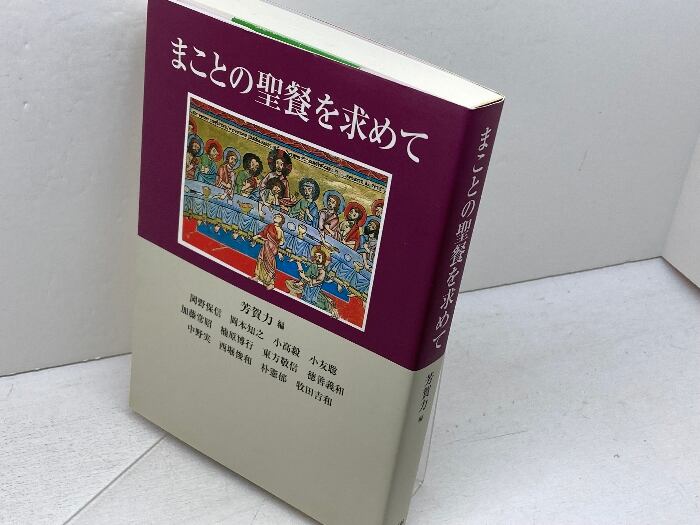 まことの聖餐を求めて
芳賀力 編
岡野保信 岡本知之 小高毅 小友聡
加藤常昭 楠原博行 東方敬信 徳善義和
中野実 西堀俊和 朴憲郁 牧田吉和
まことの聖餐を求めて
芳賀力 編